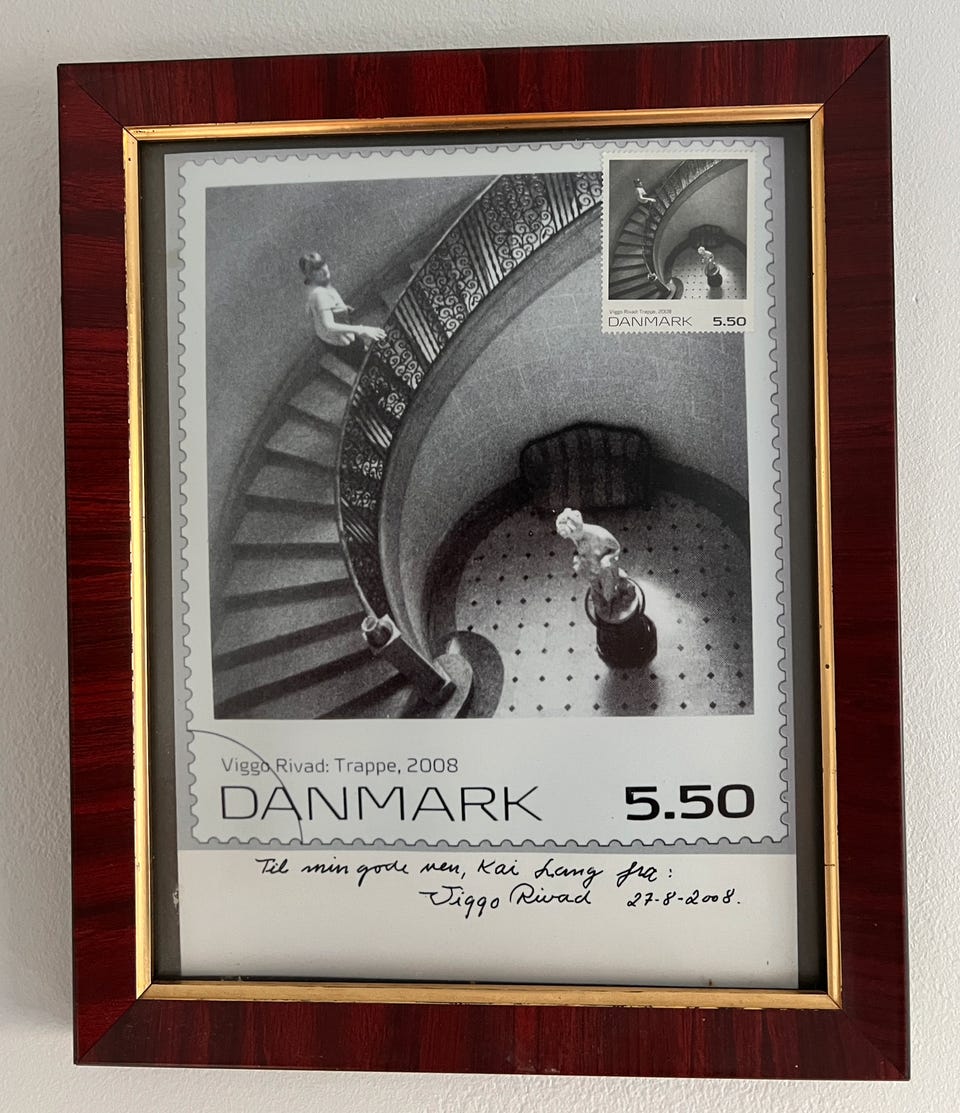 Viggo Rivad: Trappe, 2008
DANMARK 5.50
Viggo Rivad: Trappe, 2008
DANMARK 5.50
Til min gode ven, Kai Lang fra:
Viggo Rivad 27-8-2008.